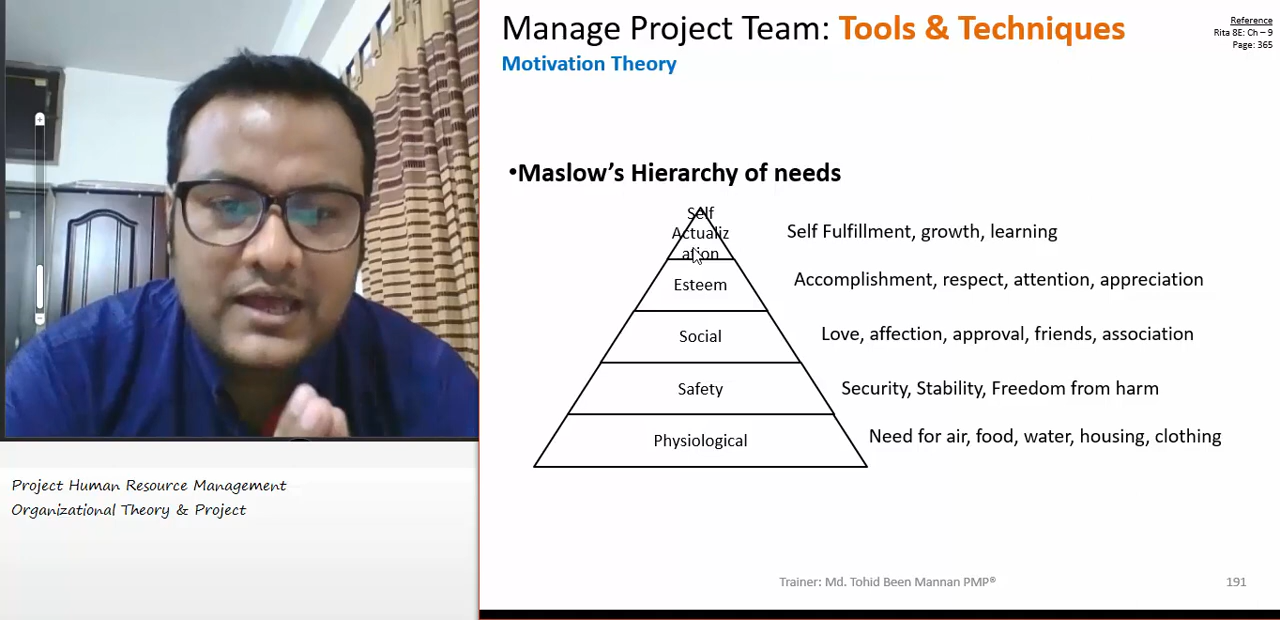 Manage Project Team: Tools & Techniques
Motivation Theory
Reference
Rita 8E: Ch – 9
Page: 365
•Maslow’s Hierarchy of needs
Self
Actualiz
ation
Self Fulfillment, growth, learning
Esteem
Accomplishment, respect, attention, appreciation
Social
Love, affection, approval, friends, association
Safety
Security, Stability, Freedom from harm
Physiological
Need for air, food, water, housing, clothing
Project Human Resource Management
Organizational Theory & Project
Trainer: Md. Tohid Been Mannan PMP®
191